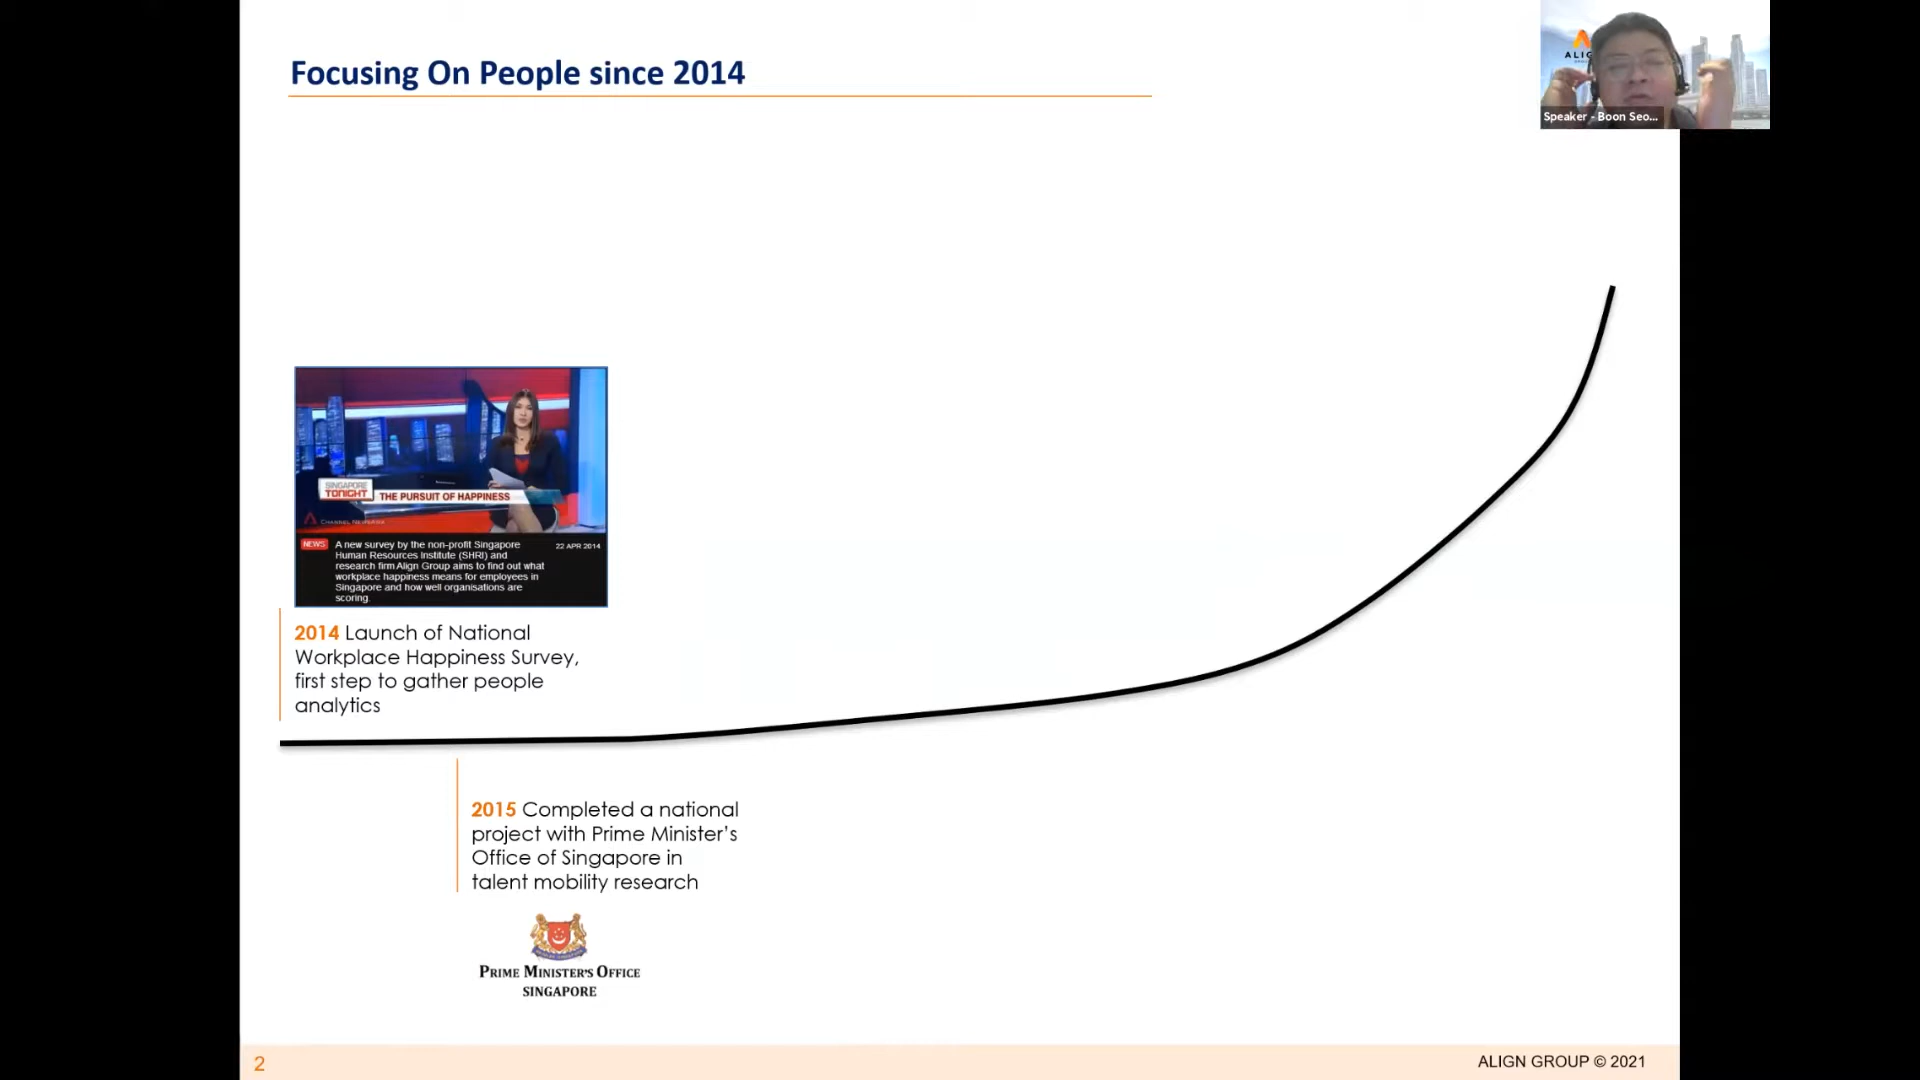 Focusing On People since 2014
Speaker - Boon Seo...
SINGAPORE
TONIGHT
THE PURSUIT OF HAPPINESS
CHANNEL NEWSASIA
NEWS
A new survey by the non-profit Singapore
22 APR 2014
Human Resources Institute (SHRI) and
research firm Align Group aims to find out what
workplace happiness means for employees in
Singapore and how well organisations are
scoring.
2014 Launch of National
Workplace Happiness Survey,
first step to gather people
analytics
2015 Completed a national
project with Prime Minister’s
Office of Singapore in
talent mobility research
PRIME MINISTER'S OFFICE
SINGAPORE
2
ALIGN GROUP © 2021